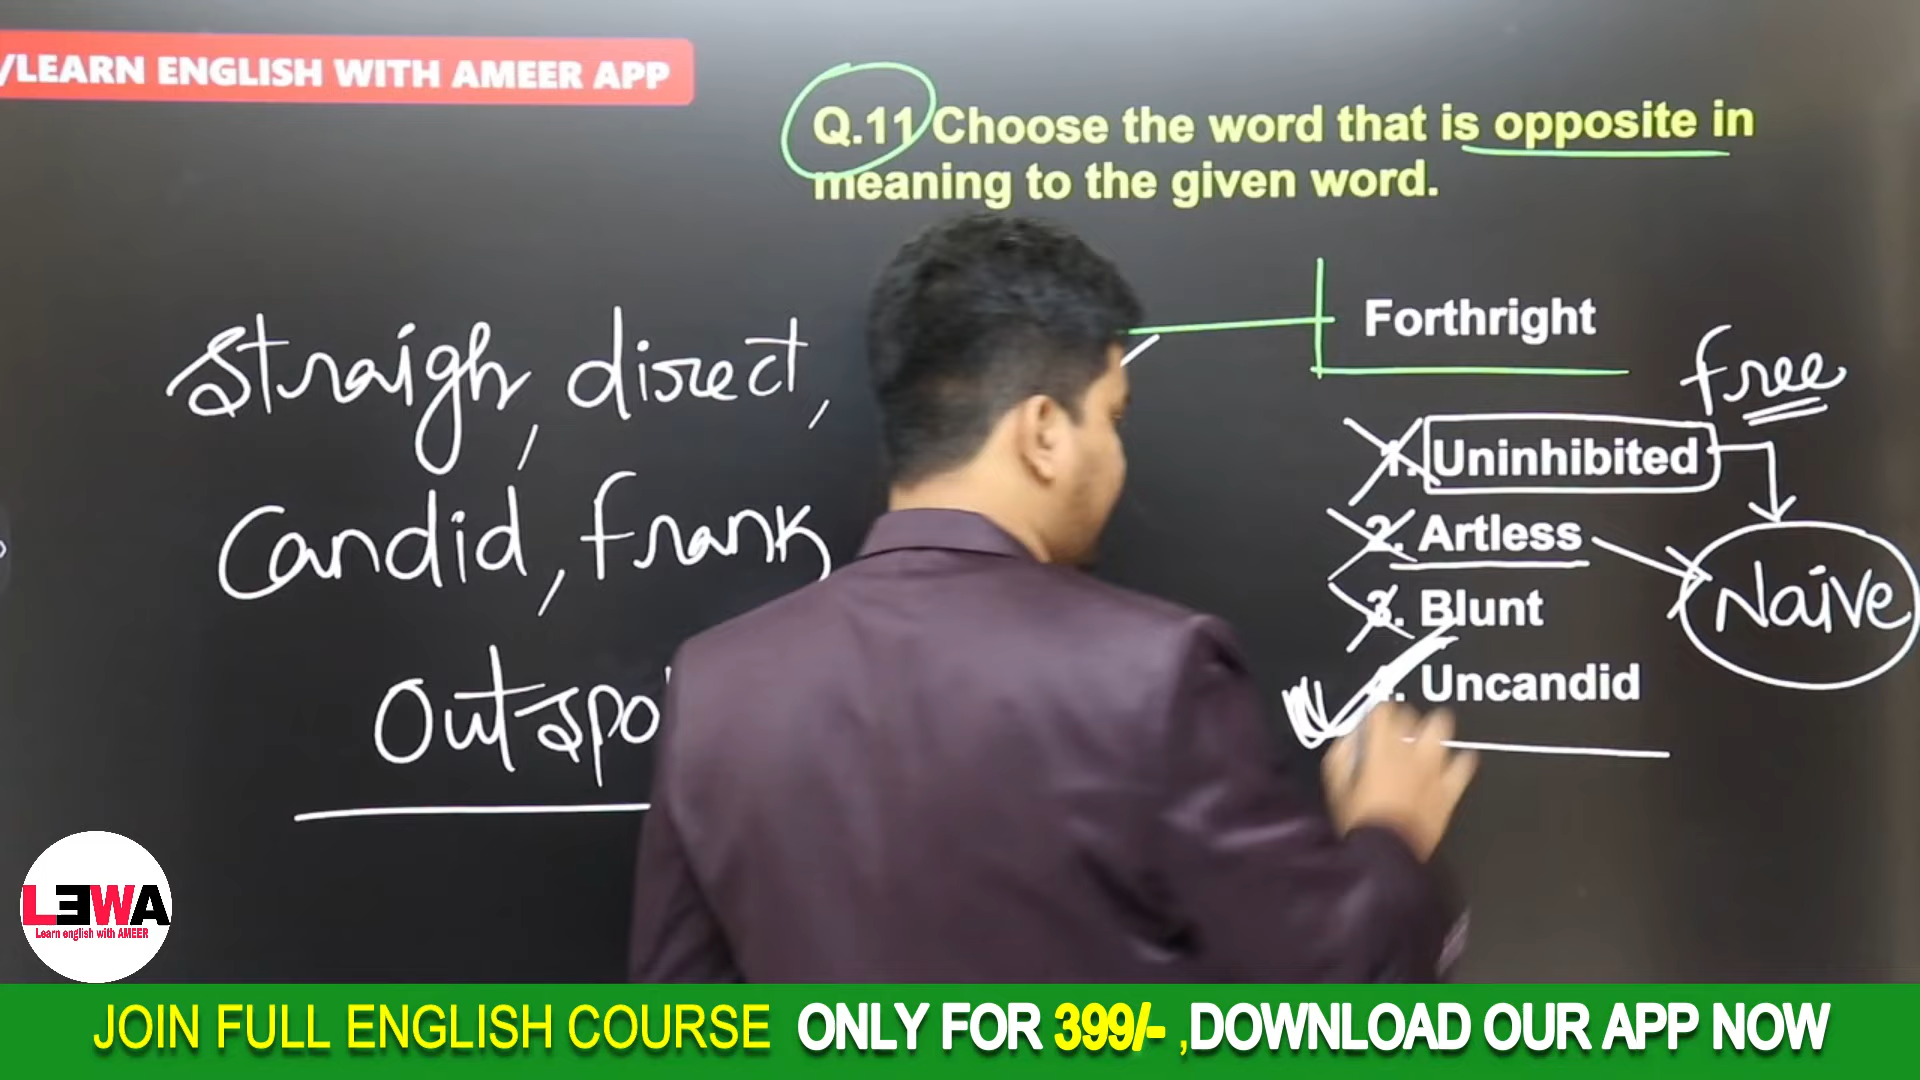 /LEARN ENGLISH WITH AMEER APP
Q.11 Choose the word that is opposite in
meaning to the given word.
Forthright
free
1. Uninhibited
2. Artless
3. Blunt
4. Uncandid
Naive
straigh, direct,
Candid, frank
Outspo
LEWA
Learn english with AMEER
JOIN FULL ENGLISH COURSE ONLY FOR 399/- ,DOWNLOAD OUR APP NOW